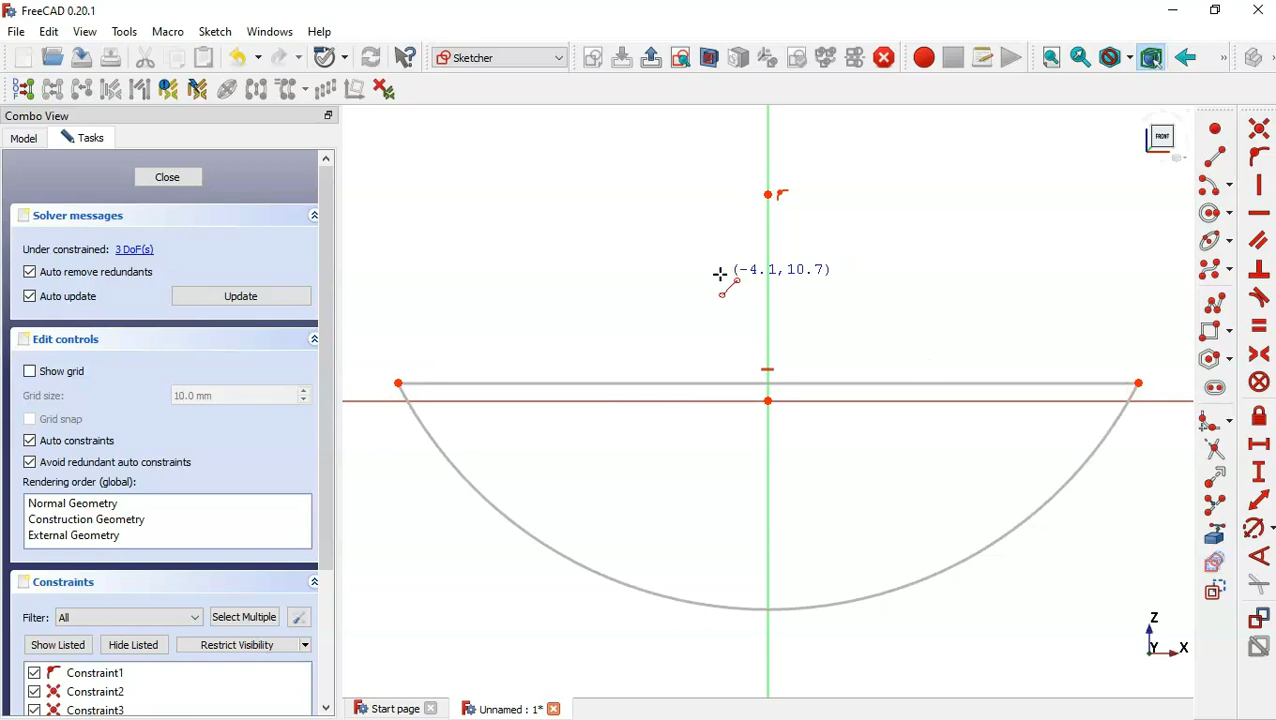 FreeCAD 0.20.1
File Edit View Tools Macro Sketch Windows Help
Sketcher
Combo View
Model Tasks
Close
Solver messages
Under constrained: 3 DoF(s)
Auto remove redundants
Auto update Update
Edit controls
Show grid
Grid size: 10.0 mm
Grid snap
Auto constraints
Avoid redundant auto constraints
Rendering order (global):
Normal Geometry
Construction Geometry
External Geometry
Constraints
Filter: All Select Multiple
Show Listed Hide Listed Restrict Visibility
Constraint1
Constraint2
Constraint3
FRONT
(-4.1,10.7)
Z
Y X
Start page Unnamed : 1*